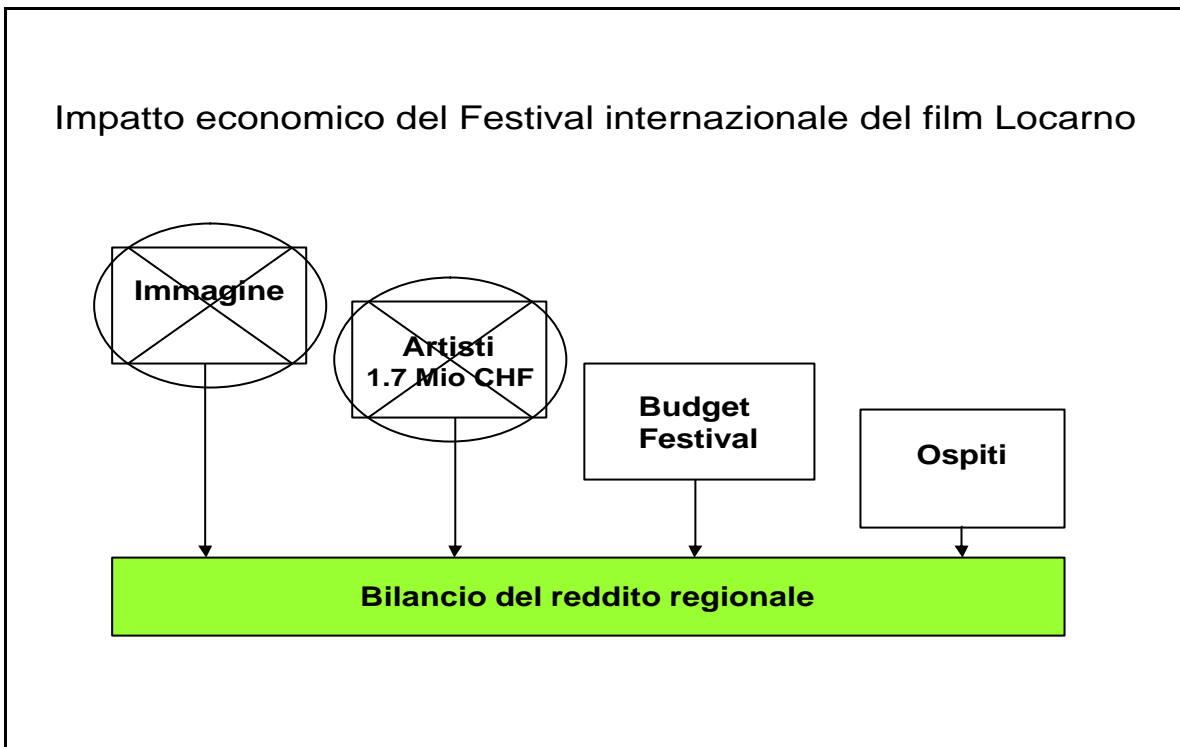 Impatto economico del Festival internazionale del film Locarno
Immagine
Artisti
1.7 Mio CHF
Budget
Festival
Ospiti
Bilancio del reddito regionale